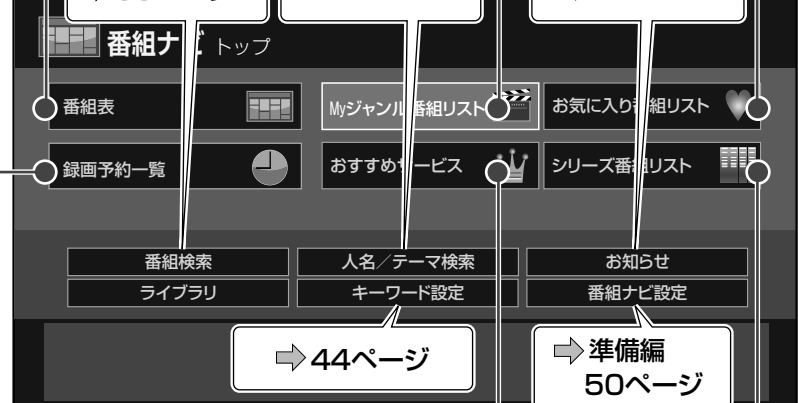 番組ナビ トップ
番組表
Myジャンル番組リスト
お気に入り番組リスト
録画予約一覧
おすすめサービス
シリーズ番組リスト
番組検索
人名／テーマ検索
お知らせ
ライブラリ
キーワード設定
番組ナビ設定
⇨44ページ
⇨準備編
50ページ